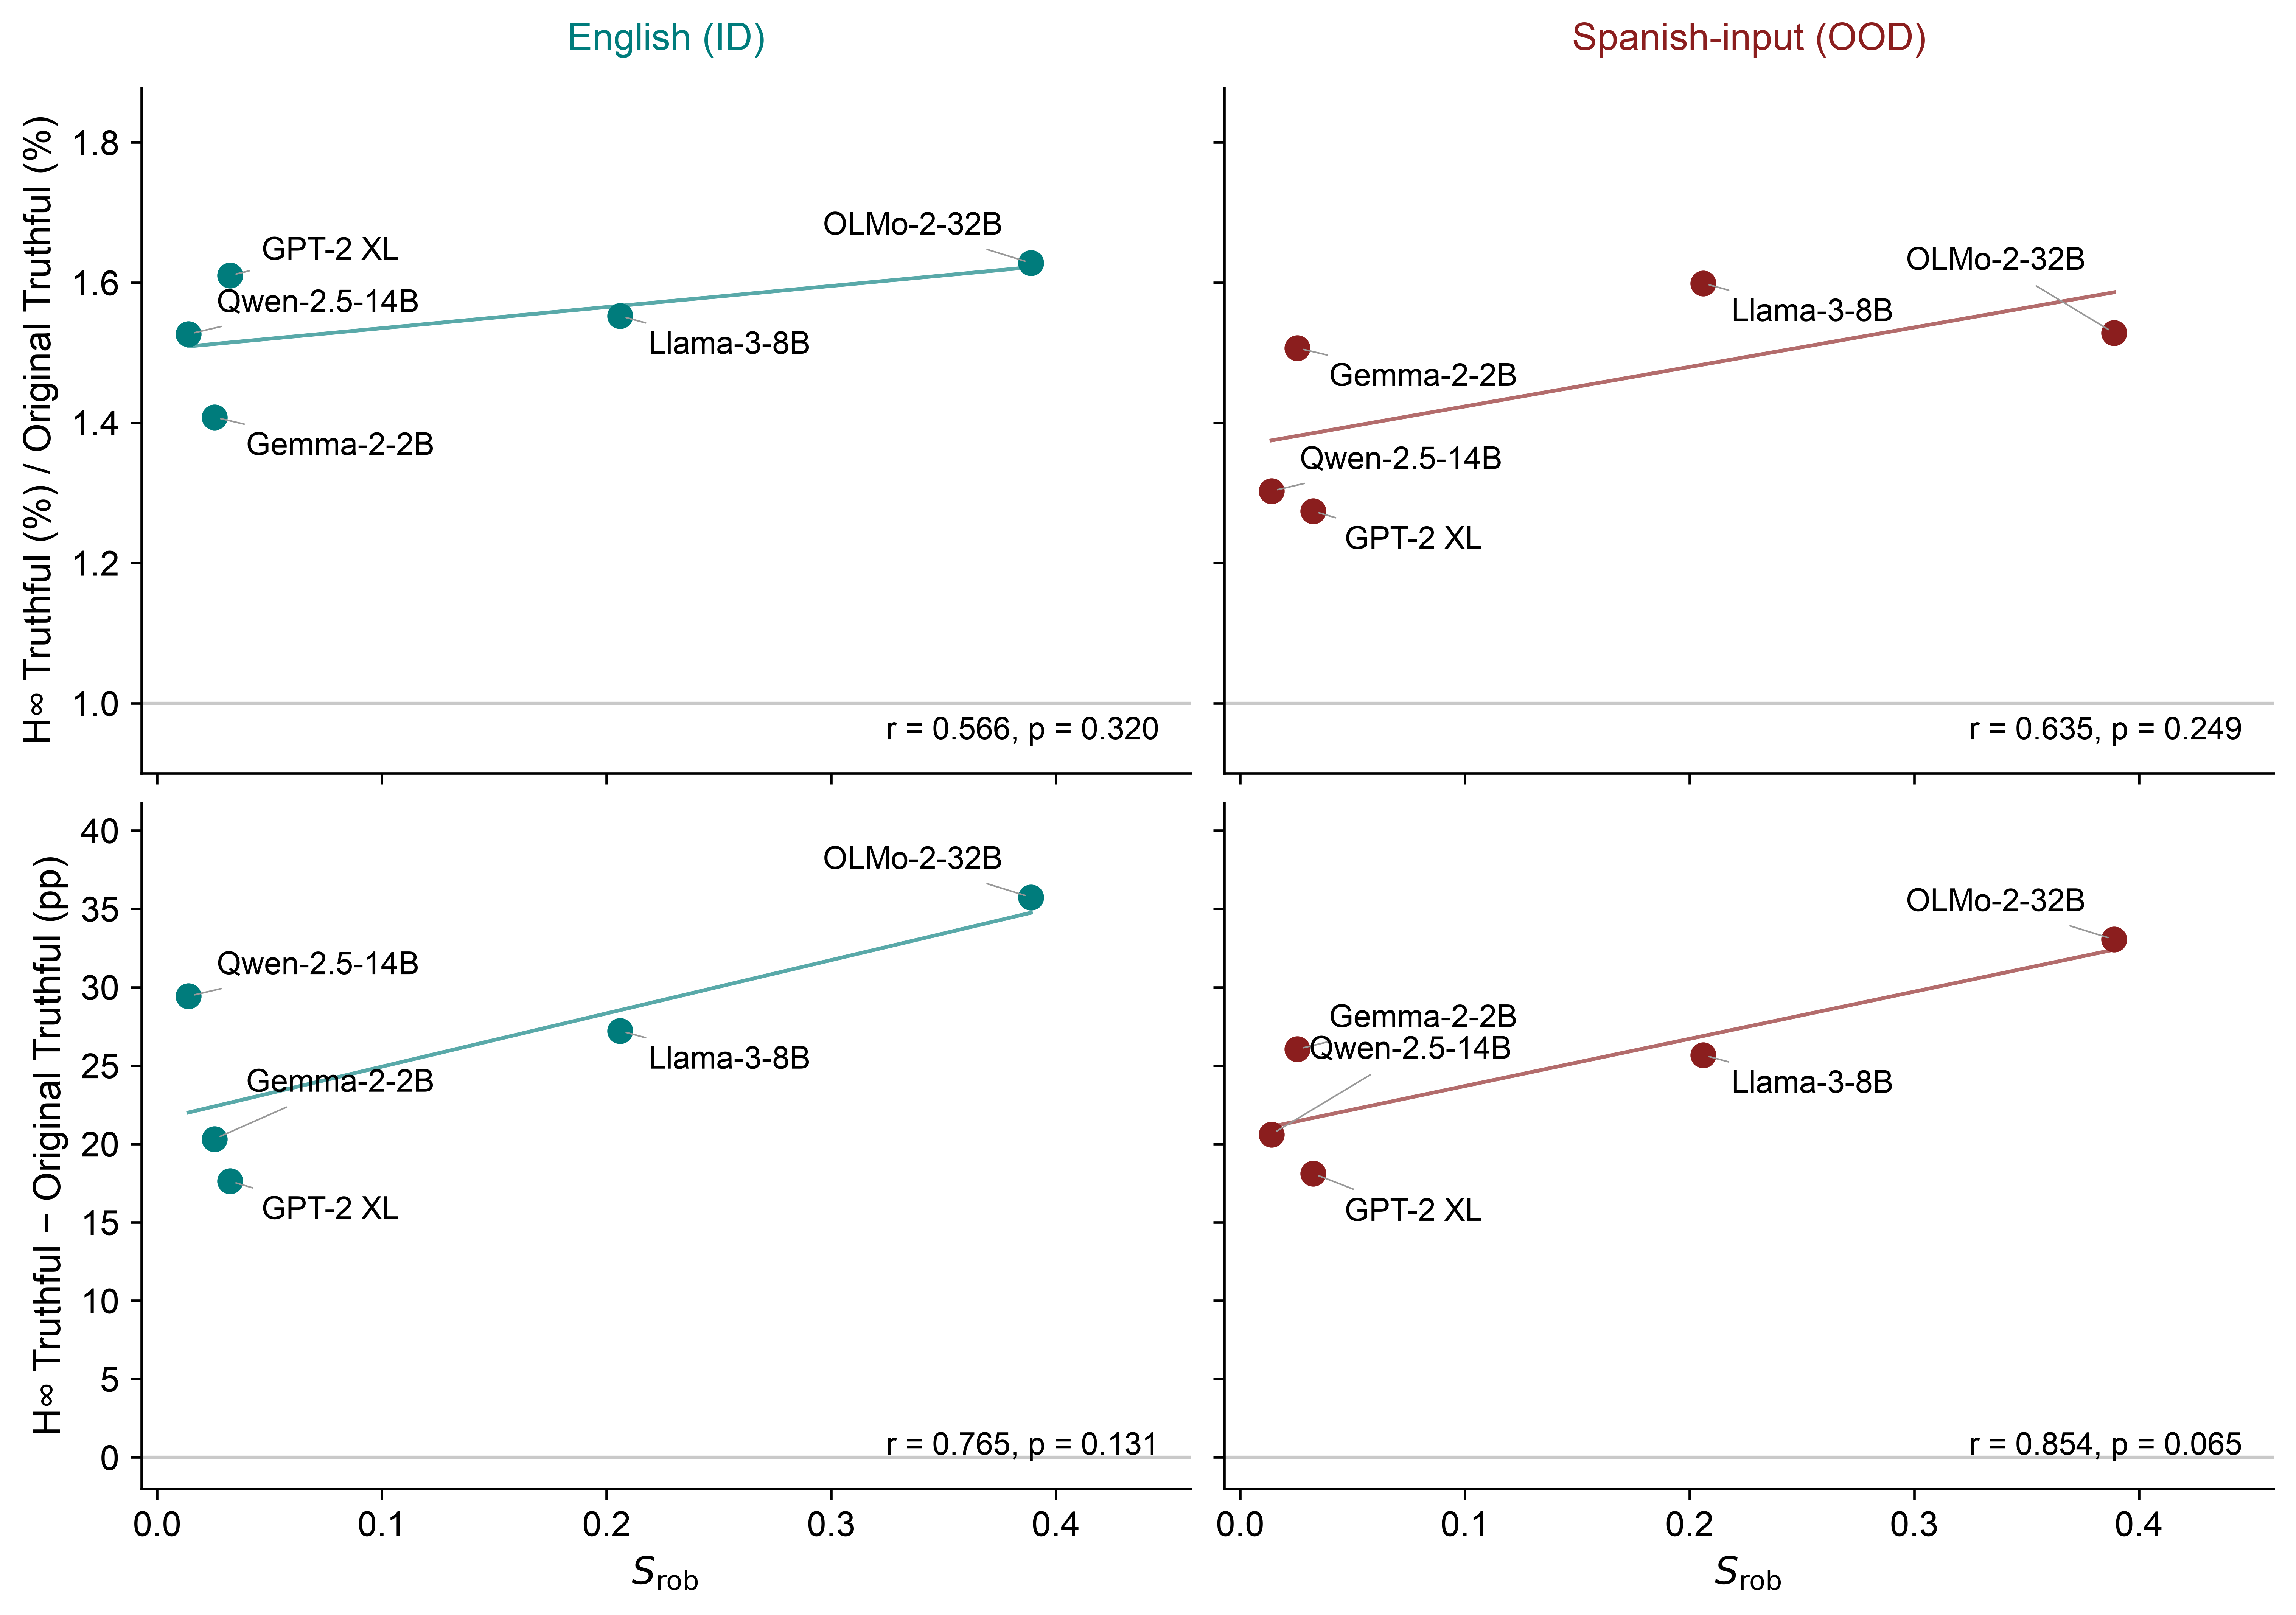 English (ID)
Spanish-input (OOD)
H∞ Truthful (%) / Original Truthful (%)
1.8
1.6
1.4
1.2
1.0
GPT-2 XL
Qwen-2.5-14B
Gemma-2-2B
Llama-3-8B
OLMo-2-32B
r = 0.566, p = 0.320
OLMo-2-32B
Llama-3-8B
Gemma-2-2B
Qwen-2.5-14B
GPT-2 XL
r = 0.635, p = 0.249
H∞ Truthful − Original Truthful (pp)
40
35
30
25
20
15
10
5
0
OLMo-2-32B
Qwen-2.5-14B
Llama-3-8B
Gemma-2-2B
GPT-2 XL
r = 0.765, p = 0.131
0.0 0.1 0.2 0.3 0.4
S_rob
OLMo-2-32B
Gemma-2-2B
Qwen-2.5-14B
Llama-3-8B
GPT-2 XL
r = 0.854, p = 0.065
0.0 0.1 0.2 0.3 0.4
S_rob